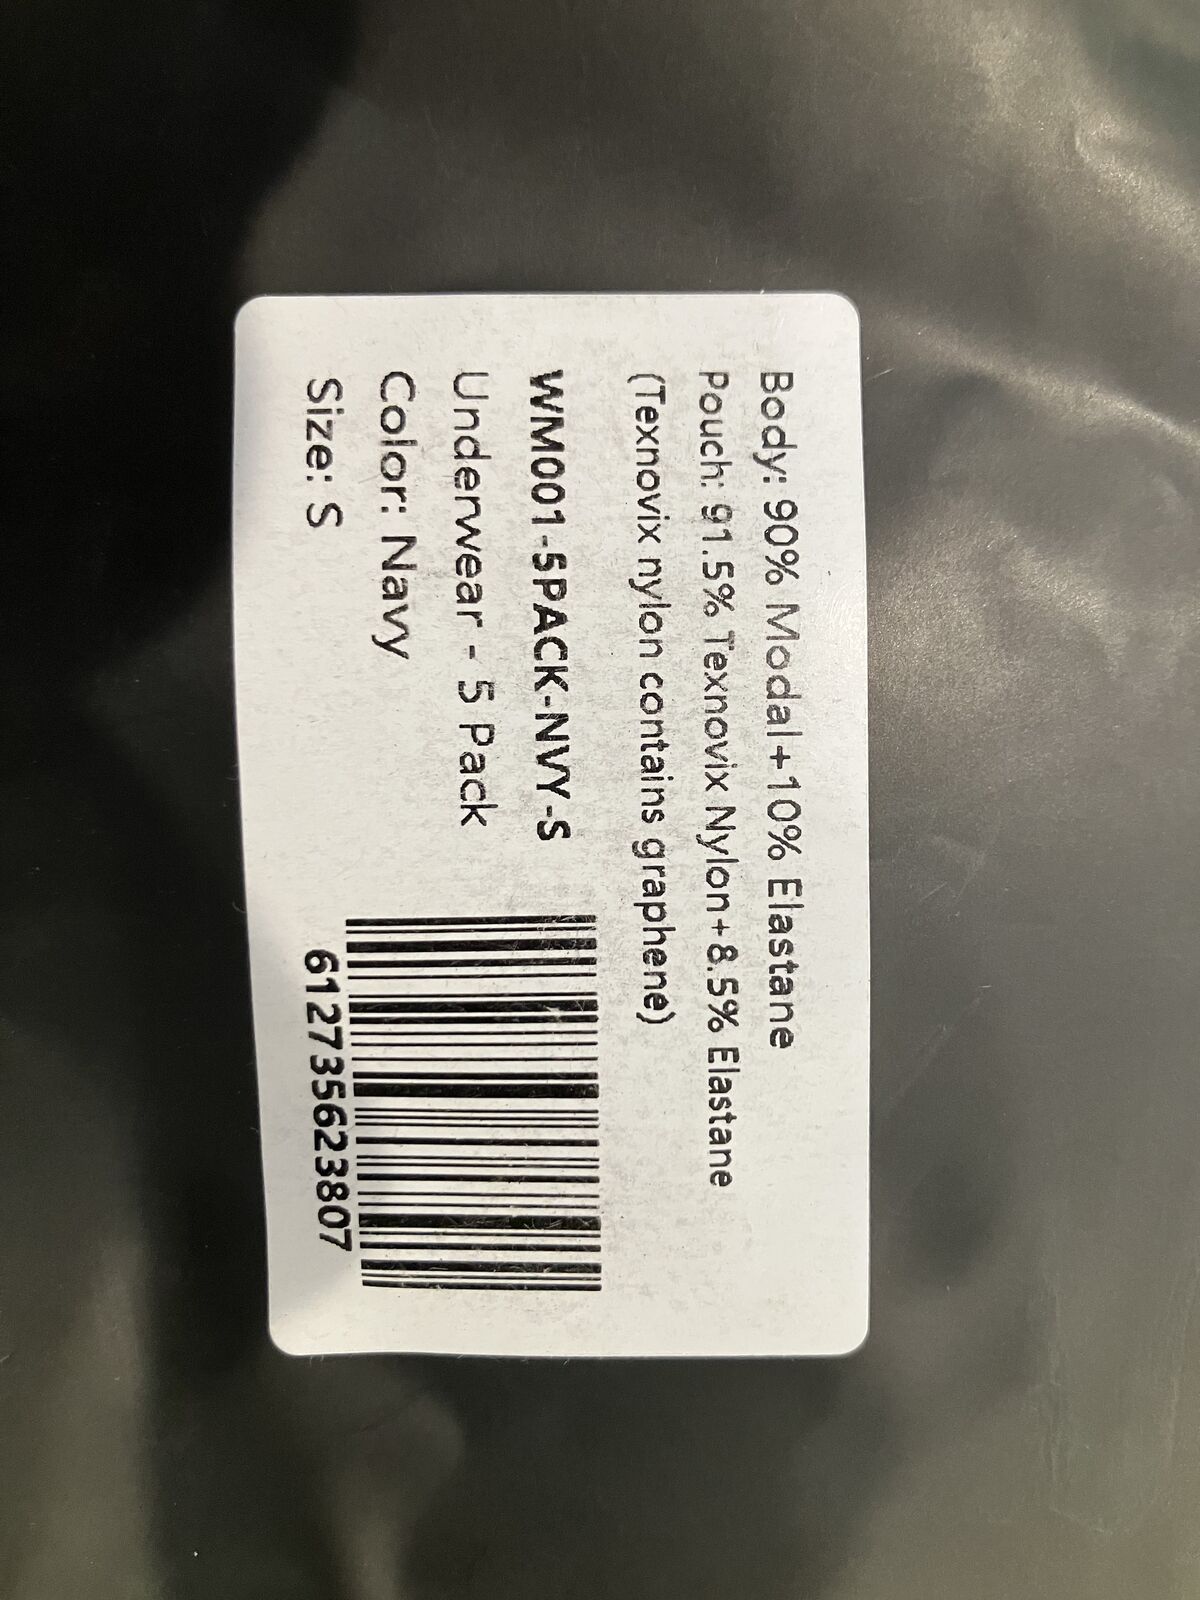 Body: 90% Modal+10% Elastane
Pouch: 91.5% Texnovix Nylon+8.5% Elastane
(Texnovix nylon contains graphene)
WM001-5PACK-NVY-S
Underwear - 5 Pack
Color: Navy
Size: S
612735623807